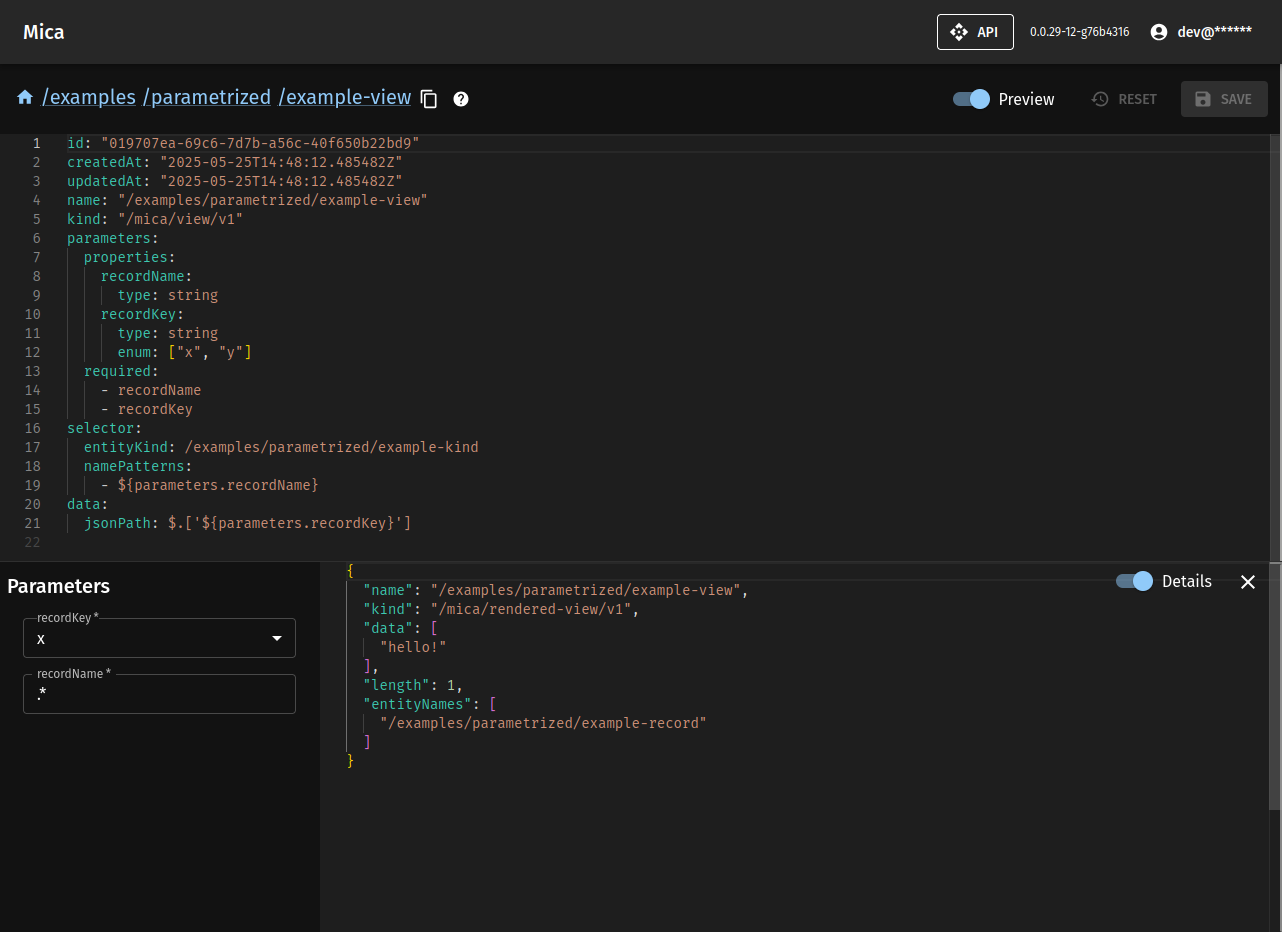 Mica
API
0.0.29-12-g76b4316
dev@******
/examples /parametrized /example-view
Preview
RESET
SAVE
1 id: "019707ea-69c6-7d7b-a56c-40f650b22bd9"
2 createdAt: "2025-05-25T14:48:12.485482Z"
3 updatedAt: "2025-05-25T14:48:12.485482Z"
4 name: "/examples/parametrized/example-view"
5 kind: "/mica/view/v1"
6 parameters:
7 properties:
8 recordName:
9 type: string
10 recordKey:
11 type: string
12 enum: ["x", "y"]
13 required:
14 - recordName
15 - recordKey
16 selector:
17 entityKind: /examples/parametrized/example-kind
18 namePatterns:
19 - ${parameters.recordName}
20 data:
21 jsonPath: $.['${parameters.recordKey}']
22
Parameters
recordKey *
x
recordName *
.*
Details
{
"name": "/examples/parametrized/example-view",
"kind": "/mica/rendered-view/v1",
"data": [
"hello!"
],
"length": 1,
"entityNames": [
"/examples/parametrized/example-record"
]
}